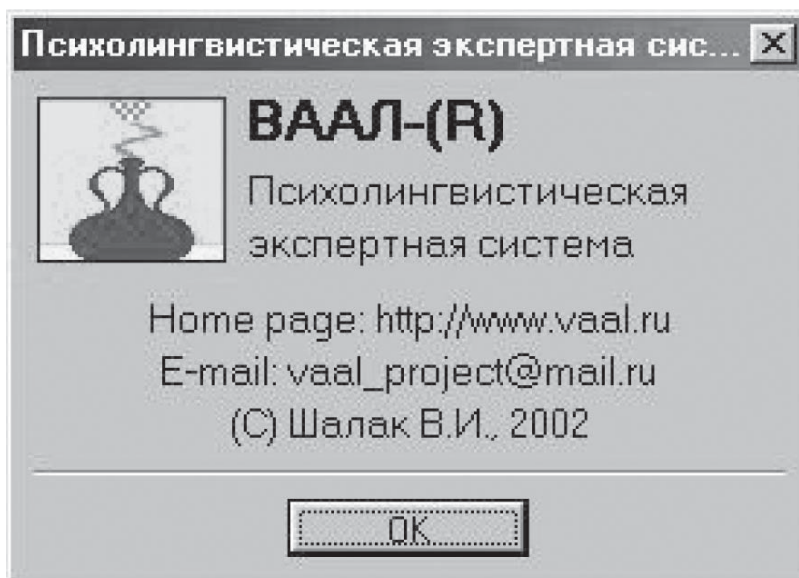 Психолингвистическая экспертная сис...
ВААЛ-(R)
Психолингвистическая
экспертная система
Home page: http://www.vaal.ru
E-mail: vaal_project@mail.ru
(C) Шалак В.И., 2002
OK